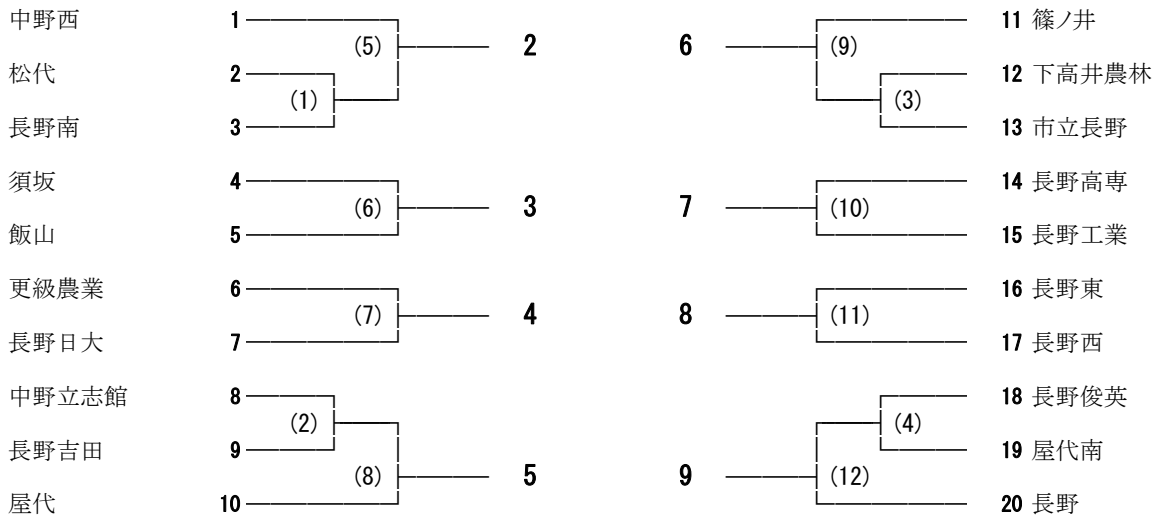 中野西 1 11 篠ノ井
(5) 2 6 (9)
松代 2 12 下高井農林
(1) (3)
長野南 3 13 市立長野
須坂 4 14 長野高専
(6) 3 7 (10)
飯山 5 15 長野工業
更級農業 6 16 長野東
(7) 4 8 (11)
長野日大 7 17 長野西
中野立志館 8 18 長野俊英
(2) (4)
長野吉田 9 19 屋代南
(8) 5 9 (12)
屋代 10 20 長野